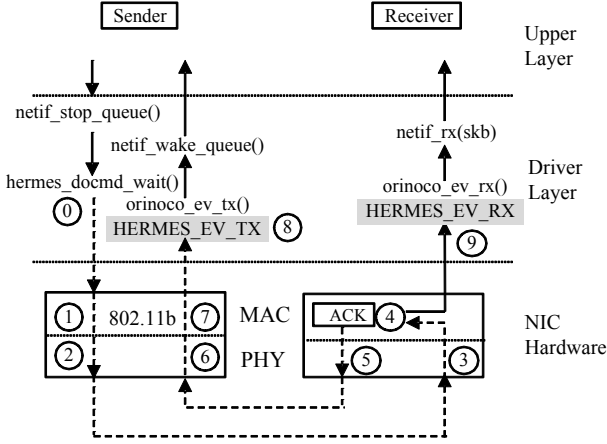 Sender
Receiver
Upper
Layer
netif_stop_queue()
netif_wake_queue()
netif_rx(skb)
hermes_docmd_wait()
orinoco_ev_tx()
orinoco_ev_rx()
Driver
Layer
0
HERMES_EV_TX
8
HERMES_EV_RX
9
1
802.11b
7
MAC
ACK
4
NIC
Hardware
2
6
PHY
5
3